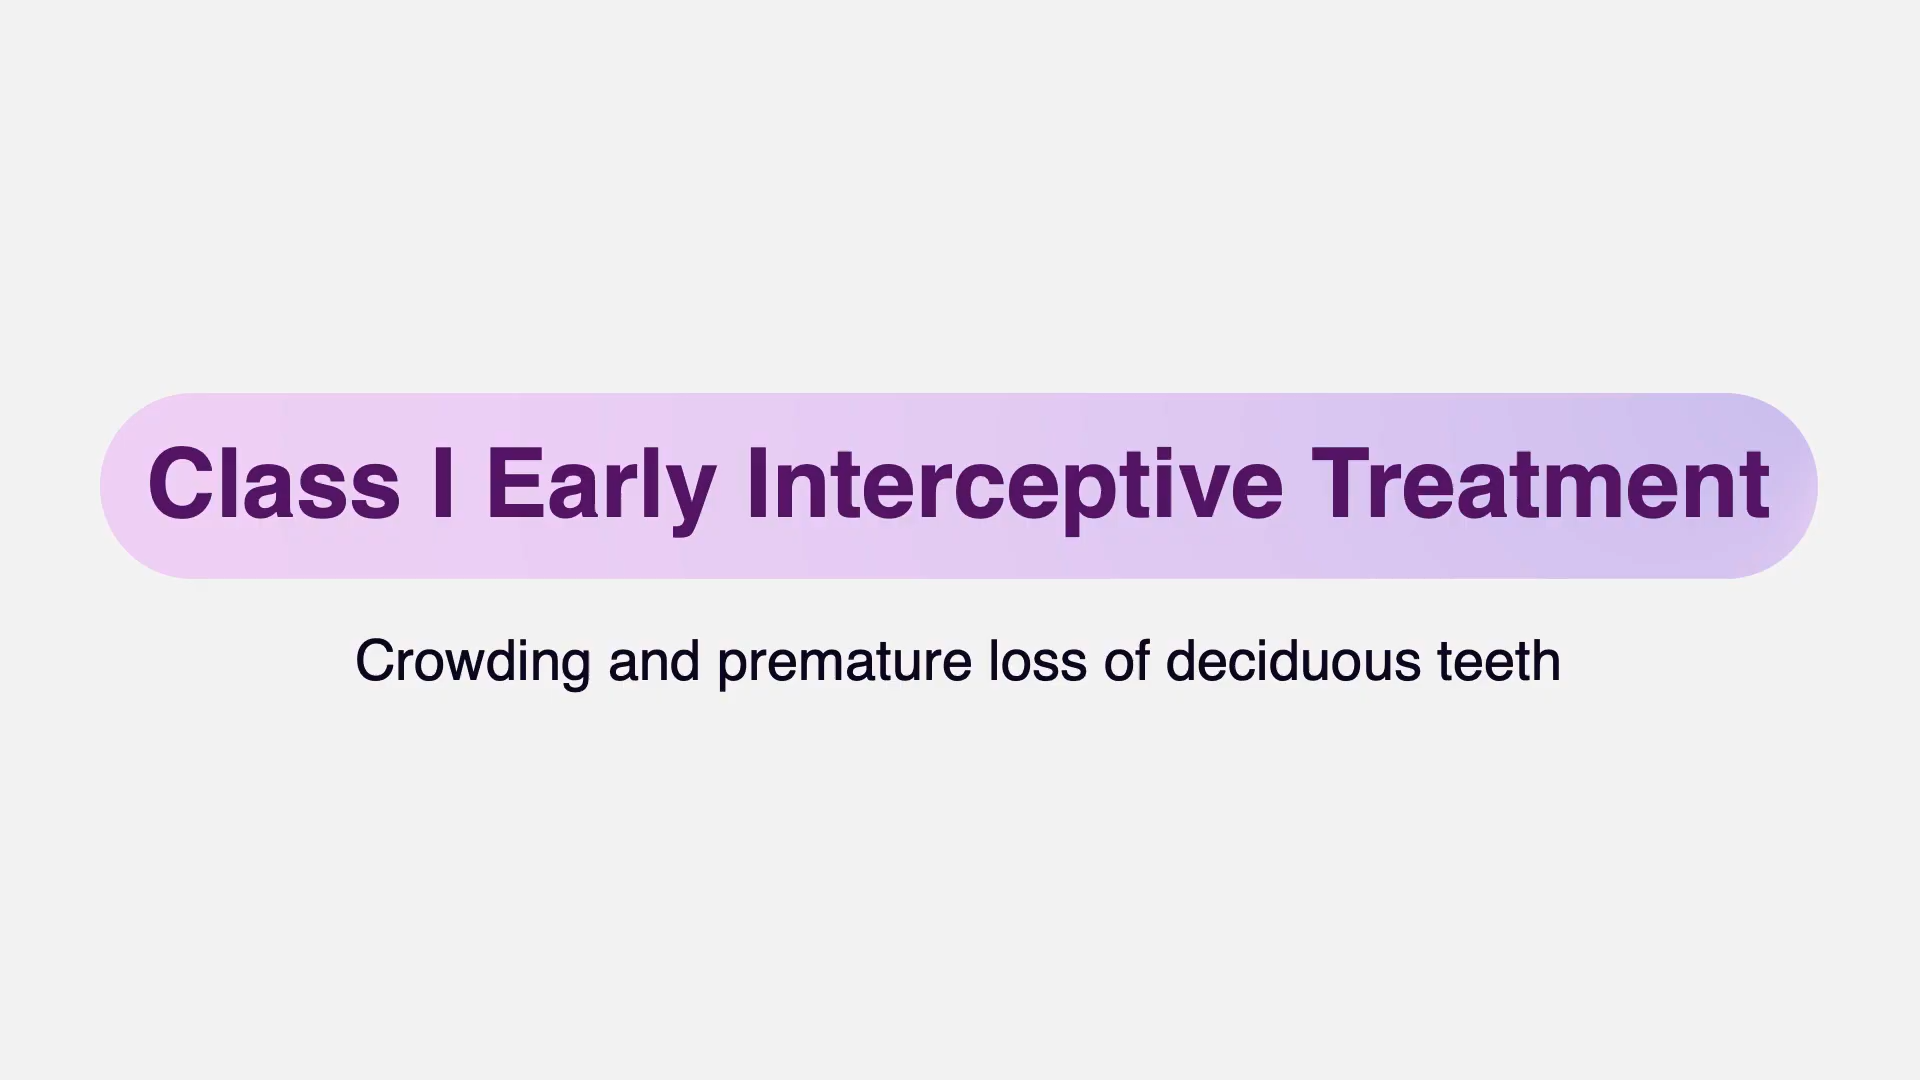 Class I Early Interceptive Treatment
Crowding and premature loss of deciduous teeth